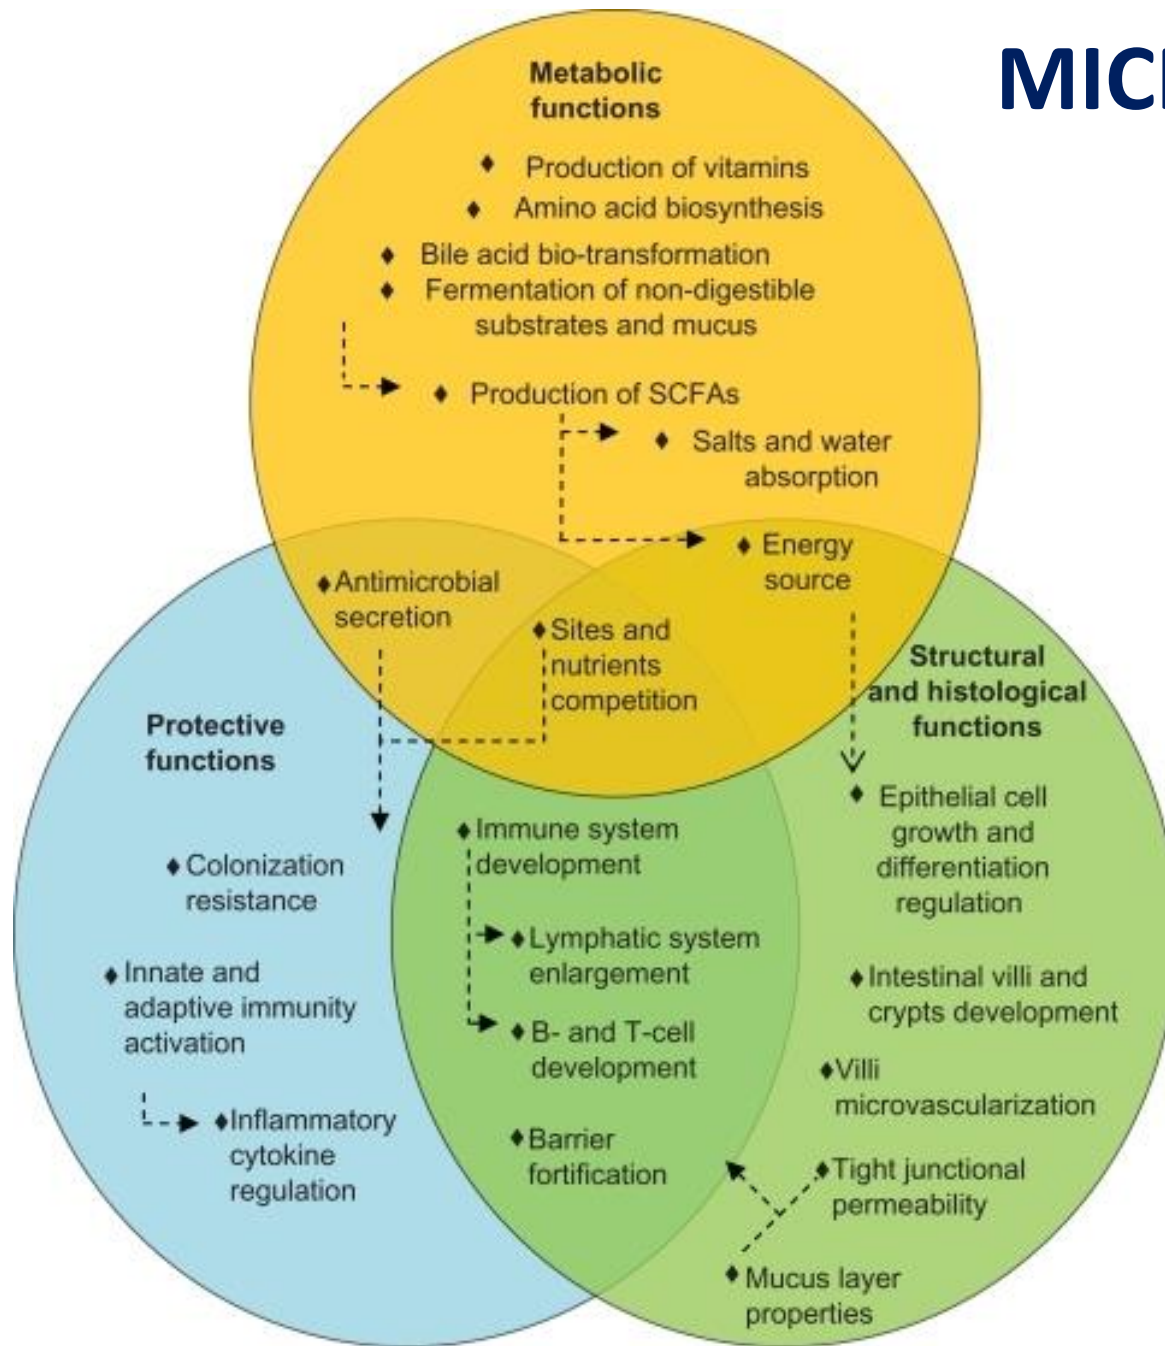 MICI
Metabolic
functions
♦ Production of vitamins
♦ Amino acid biosynthesis
♦ Bile acid bio-transformation
♦ Fermentation of non-digestible
substrates and mucus
♦ Production of SCFAs
♦ Salts and water
absorption
♦ Energy
source
♦ Antimicrobial
secretion
♦ Sites and
nutrients
competition
Protective
functions
♦ Colonization
resistance
♦ Innate and
adaptive immunity
activation
♦ Inflammatory
cytokine
regulation
♦ Immune system
development
♦ Lymphatic system
enlargement
♦ B- and T-cell
development
♦ Barrier
fortification
Structural
and histological
functions
♦ Epithelial cell
growth and
differentiation
regulation
♦ Intestinal villi and
crypts development
♦ Villi
microvascularization
♦ Tight junctional
permeability
♦ Mucus layer
properties